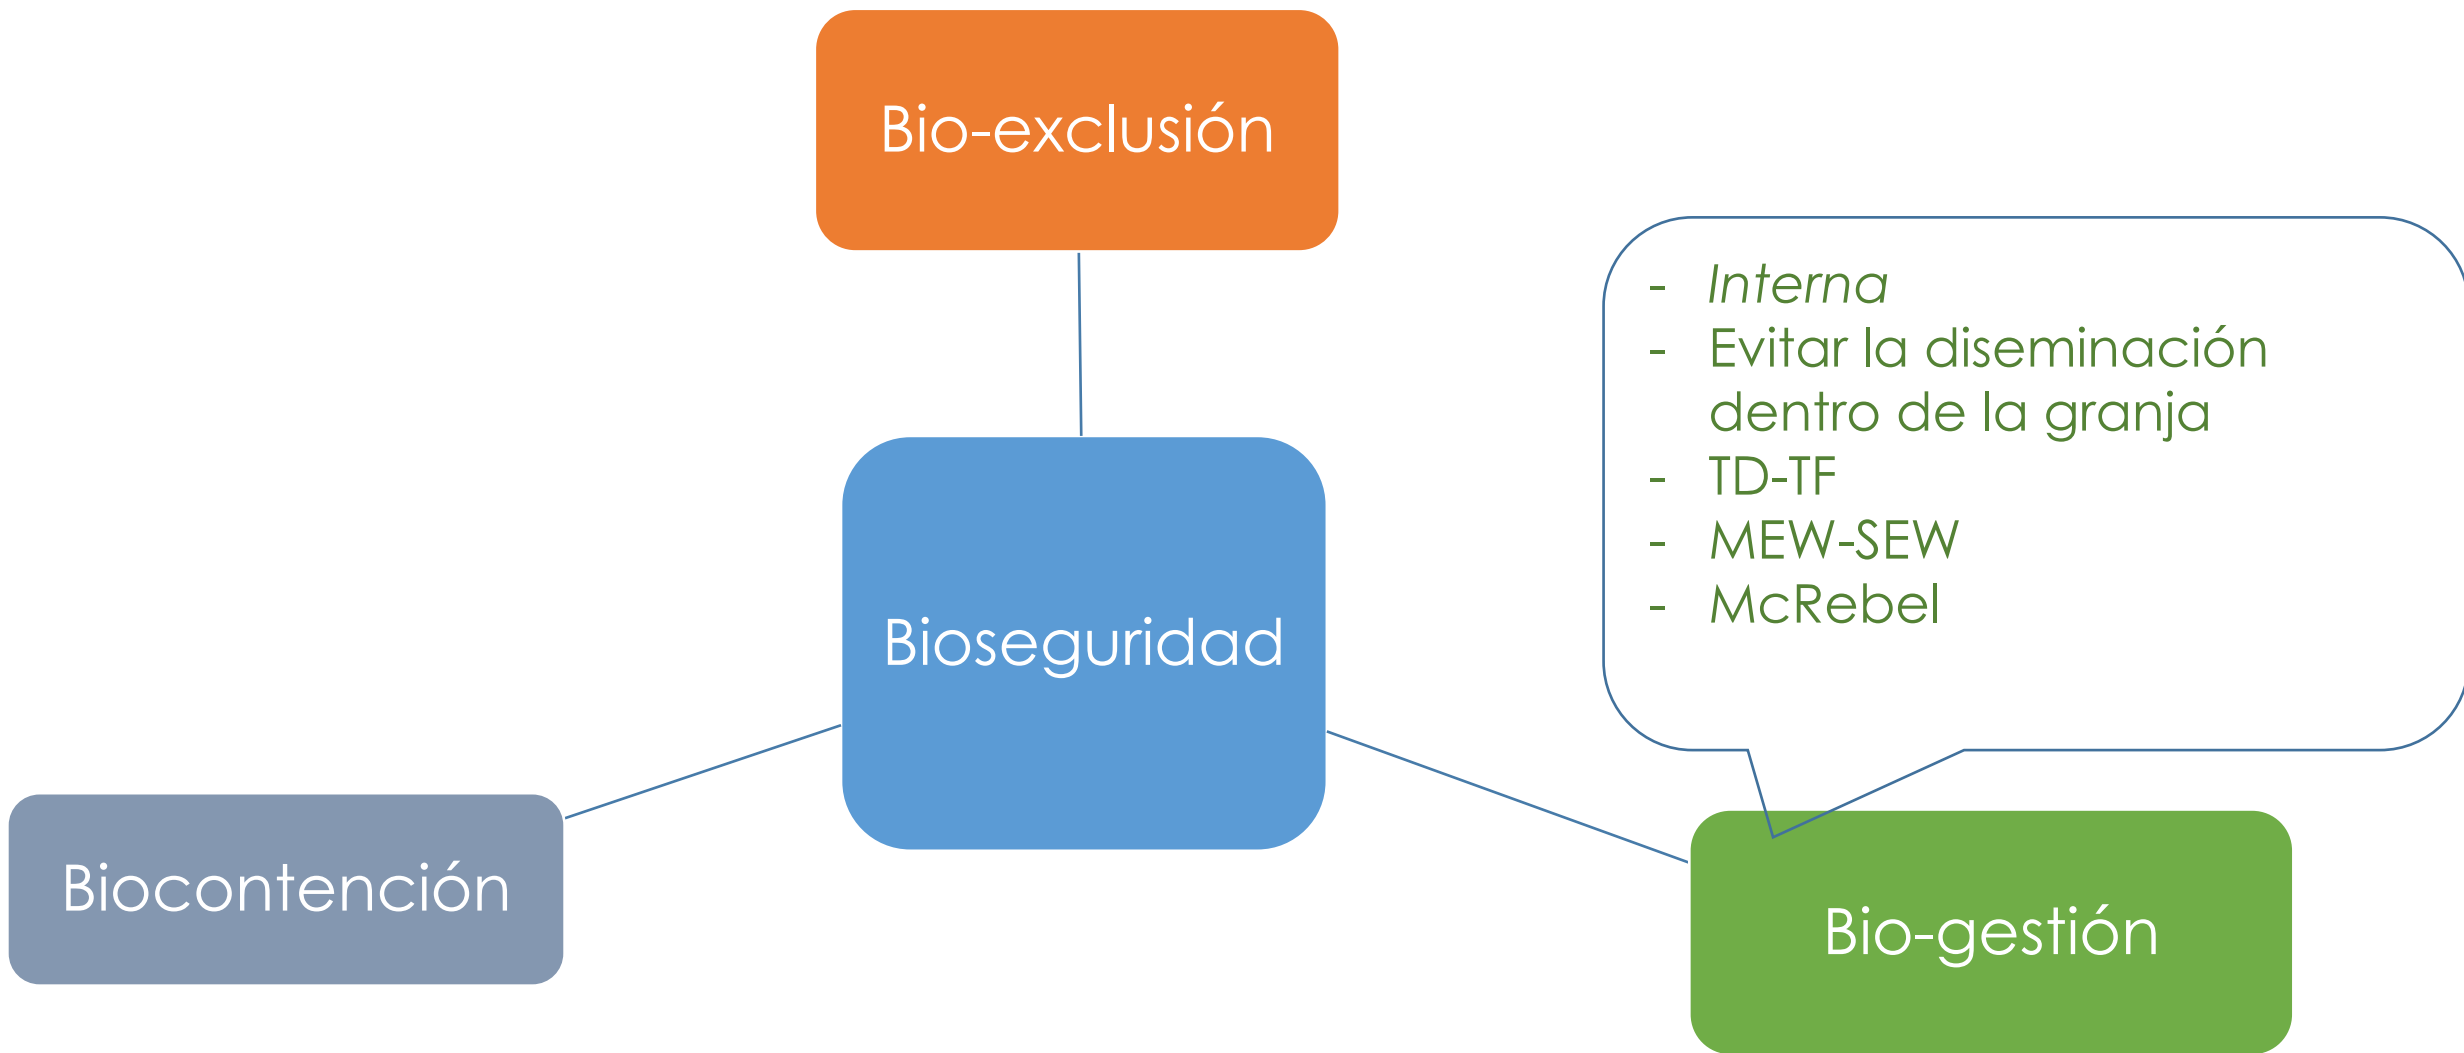 Bio-exclusión
- Interna
- Evitar la diseminación
dentro de la granja
- TD-TF
- MEW-SEW
- McRebel
Bioseguridad
Biocontención
Bio-gestión